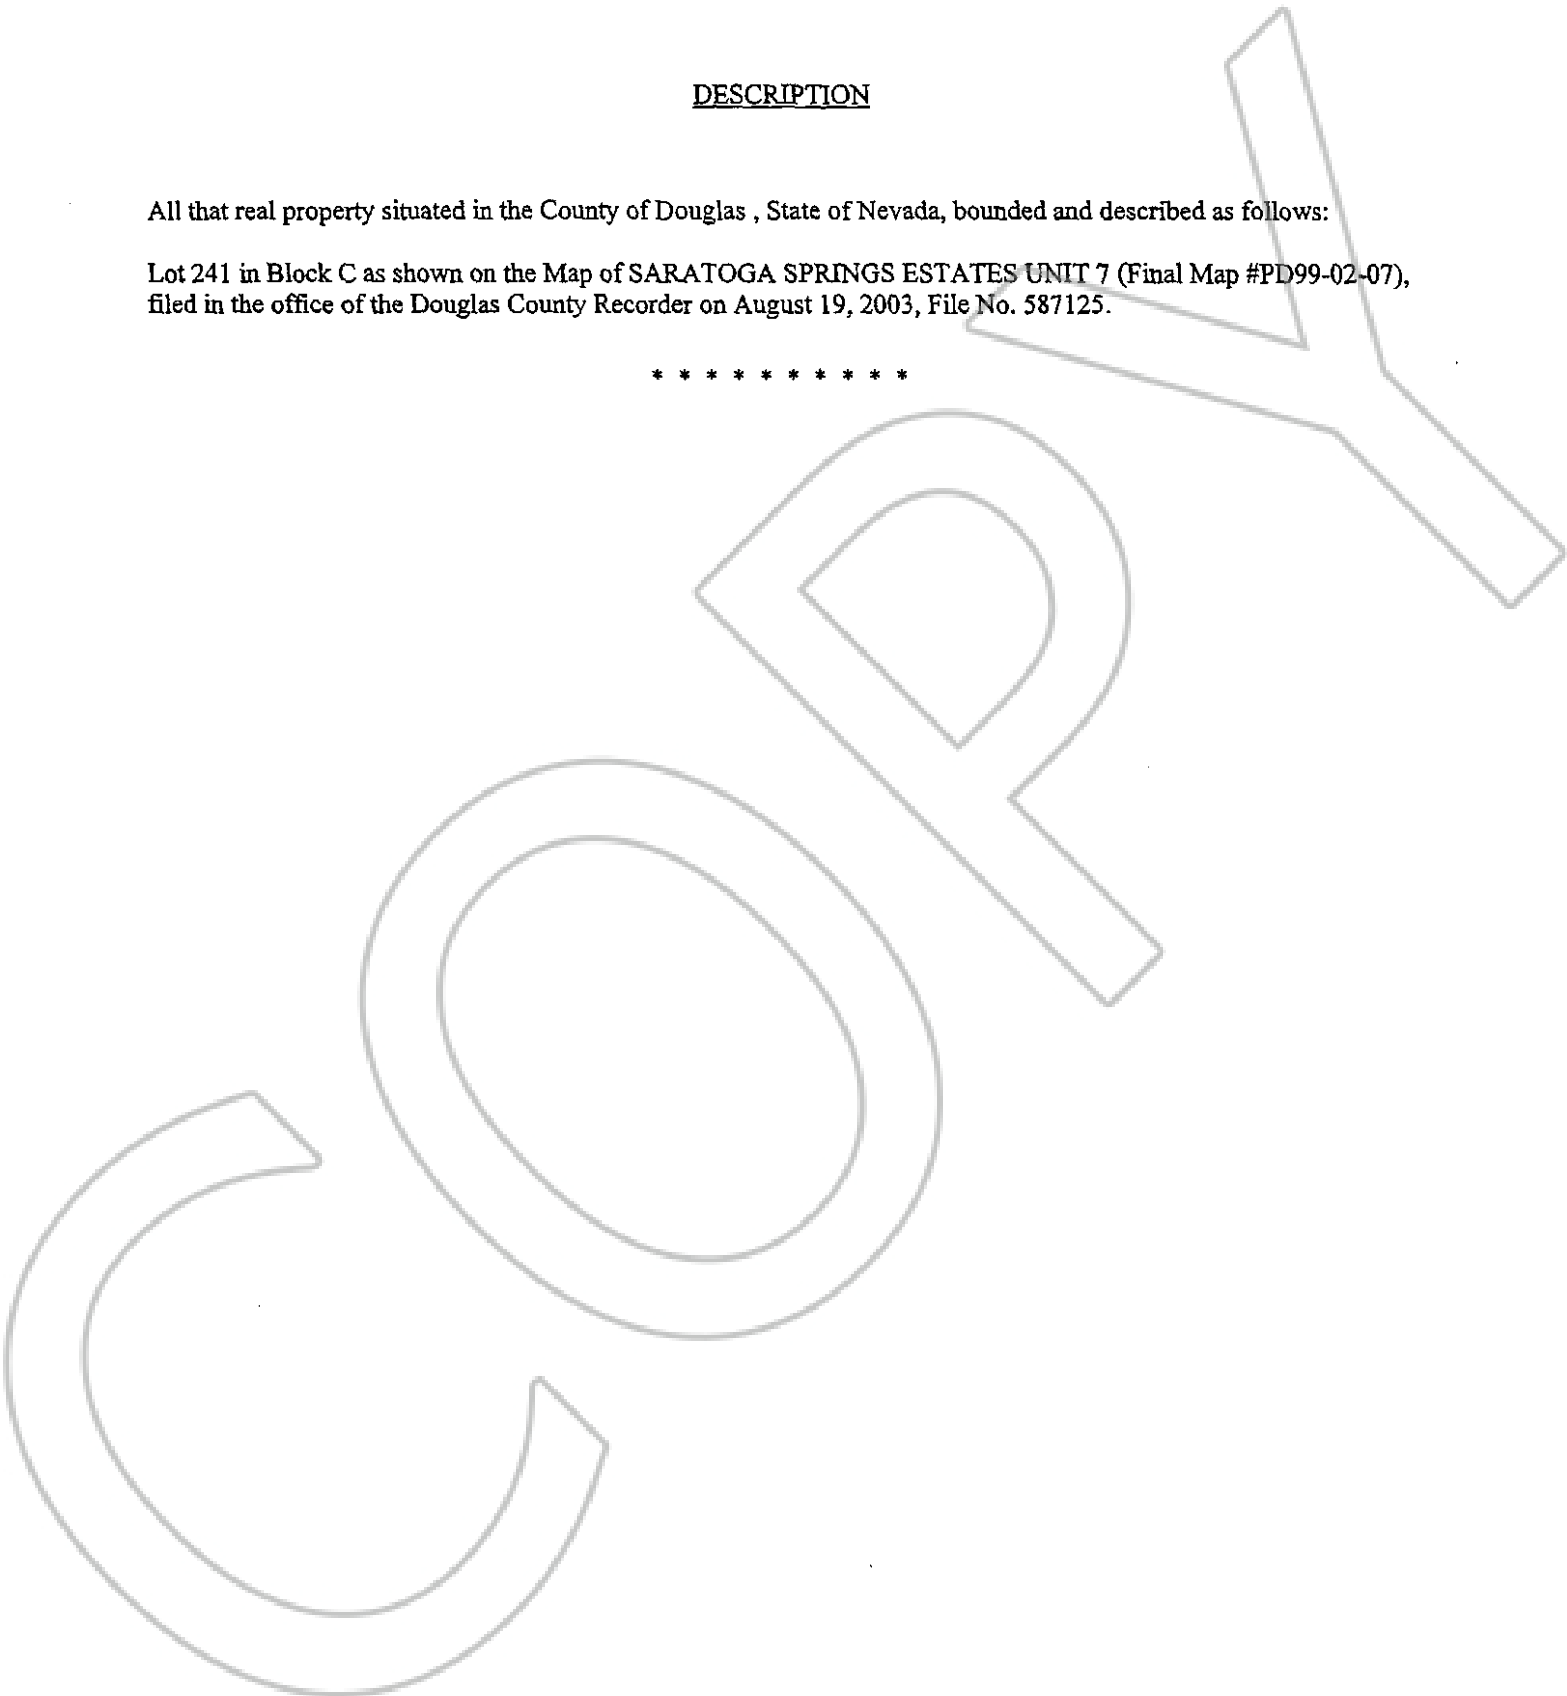 DESCRIPTION
All that real property situated in the County of Douglas , State of Nevada, bounded and described as follows:
Lot 241 in Block C as shown on the Map of SARATOGA SPRINGS ESTATES UNIT 7 (Final Map #PD99-02-07),
filed in the office of the Douglas County Recorder on August 19, 2003, File No. 587125.
* * * * * * * * * *
COPY